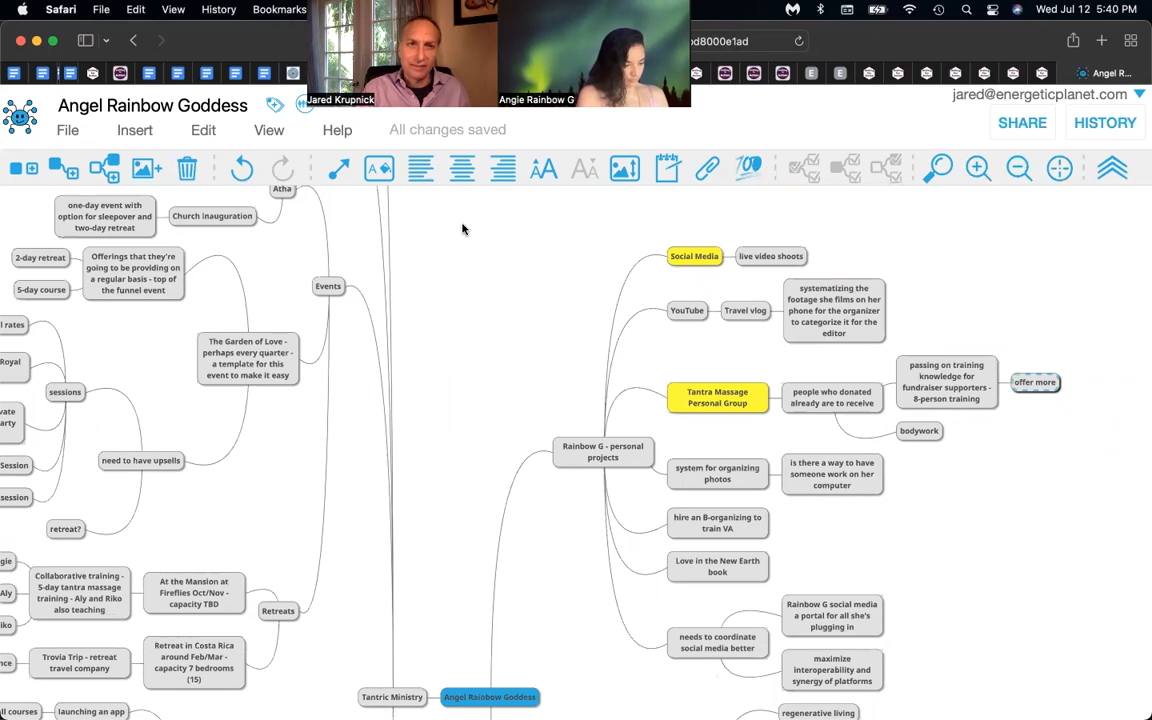 Safari File Edit View History Bookmarks
Wed Jul 12 5:40 PM
od8000e1ad
Angel R...
Jared Krupnick
Angie Rainbow G
Angel Rainbow Goddess
jared@energeticplanet.com
File Insert Edit View Help All changes saved
SHARE
HISTORY
Atha
one-day event with
option for sleepover and
two-day retreat
Church inauguration
2-day retreat
5-day course
Offerings that they're
going to be providing on
a regular basis - top of
the funnel event
Events
l rates
Royal
vate
arty
Session
session
sessions
The Garden of Love -
perhaps every quarter -
a template for this
event to make it easy
need to have upsells
retreat?
gie
Aly
iko
Collaborative training -
5-day tantra massage
training - Aly and Riko
also teaching
At the Mansion at
Fireflies Oct/Nov -
capacity TBD
Retreats
nce
Trovia Trip - retreat
travel company
Retreat in Costa Rica
around Feb/Mar -
capacity 7 bedrooms
(15)
ll courses
launching an app
Tantric Ministry
Angel Rainbow Goddess
Rainbow G - personal
projects
Social Media
live video shoots
YouTube
Travel vlog
systematizing the
footage she films on her
phone for the organizer
to categorize it for the
editor
Tantra Massage
Personal Group
people who donated
already are to receive
passing on training
knowledge for
fundraiser supporters -
8-person training
offer more
bodywork
system for organizing
photos
is there a way to have
someone work on her
computer
hire an B-organizing to
train VA
Love in the New Earth
book
needs to coordinate
social media better
Rainbow G social media
a portal for all she's
plugging in
maximize
interoperability and
synergy of platforms
regenerative living